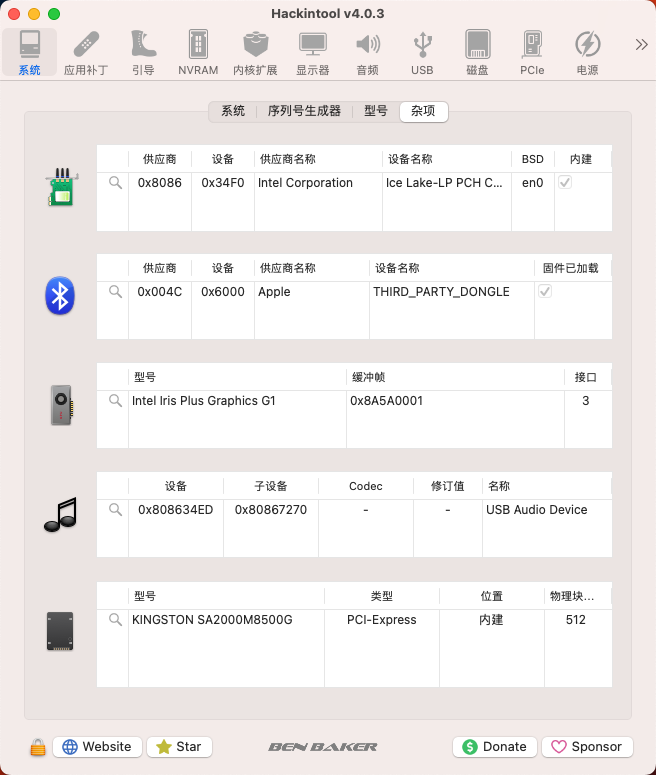 Hackintool v4.0.3
系统 应用补丁 引导 NVRAM 内核扩展 显示器 音频 USB 磁盘 PCIe 电源
系统 序列号生成器 型号 杂项
供应商 设备 供应商名称 设备名称 BSD 内建
0x8086 0x34F0 Intel Corporation Ice Lake-LP PCH C... en0
供应商 设备 供应商名称 设备名称 固件已加载
0x004C 0x6000 Apple THIRD_PARTY_DONGLE
型号 缓冲帧 接口
Intel Iris Plus Graphics G1 0x8A5A0001 3
设备 子设备 Codec 修订值 名称
0x808634ED 0x80867270 - - USB Audio Device
型号 类型 位置 物理块...
KINGSTON SA2000M8500G PCI-Express 内建 512
Website Star BEN BAKER Donate Sponsor